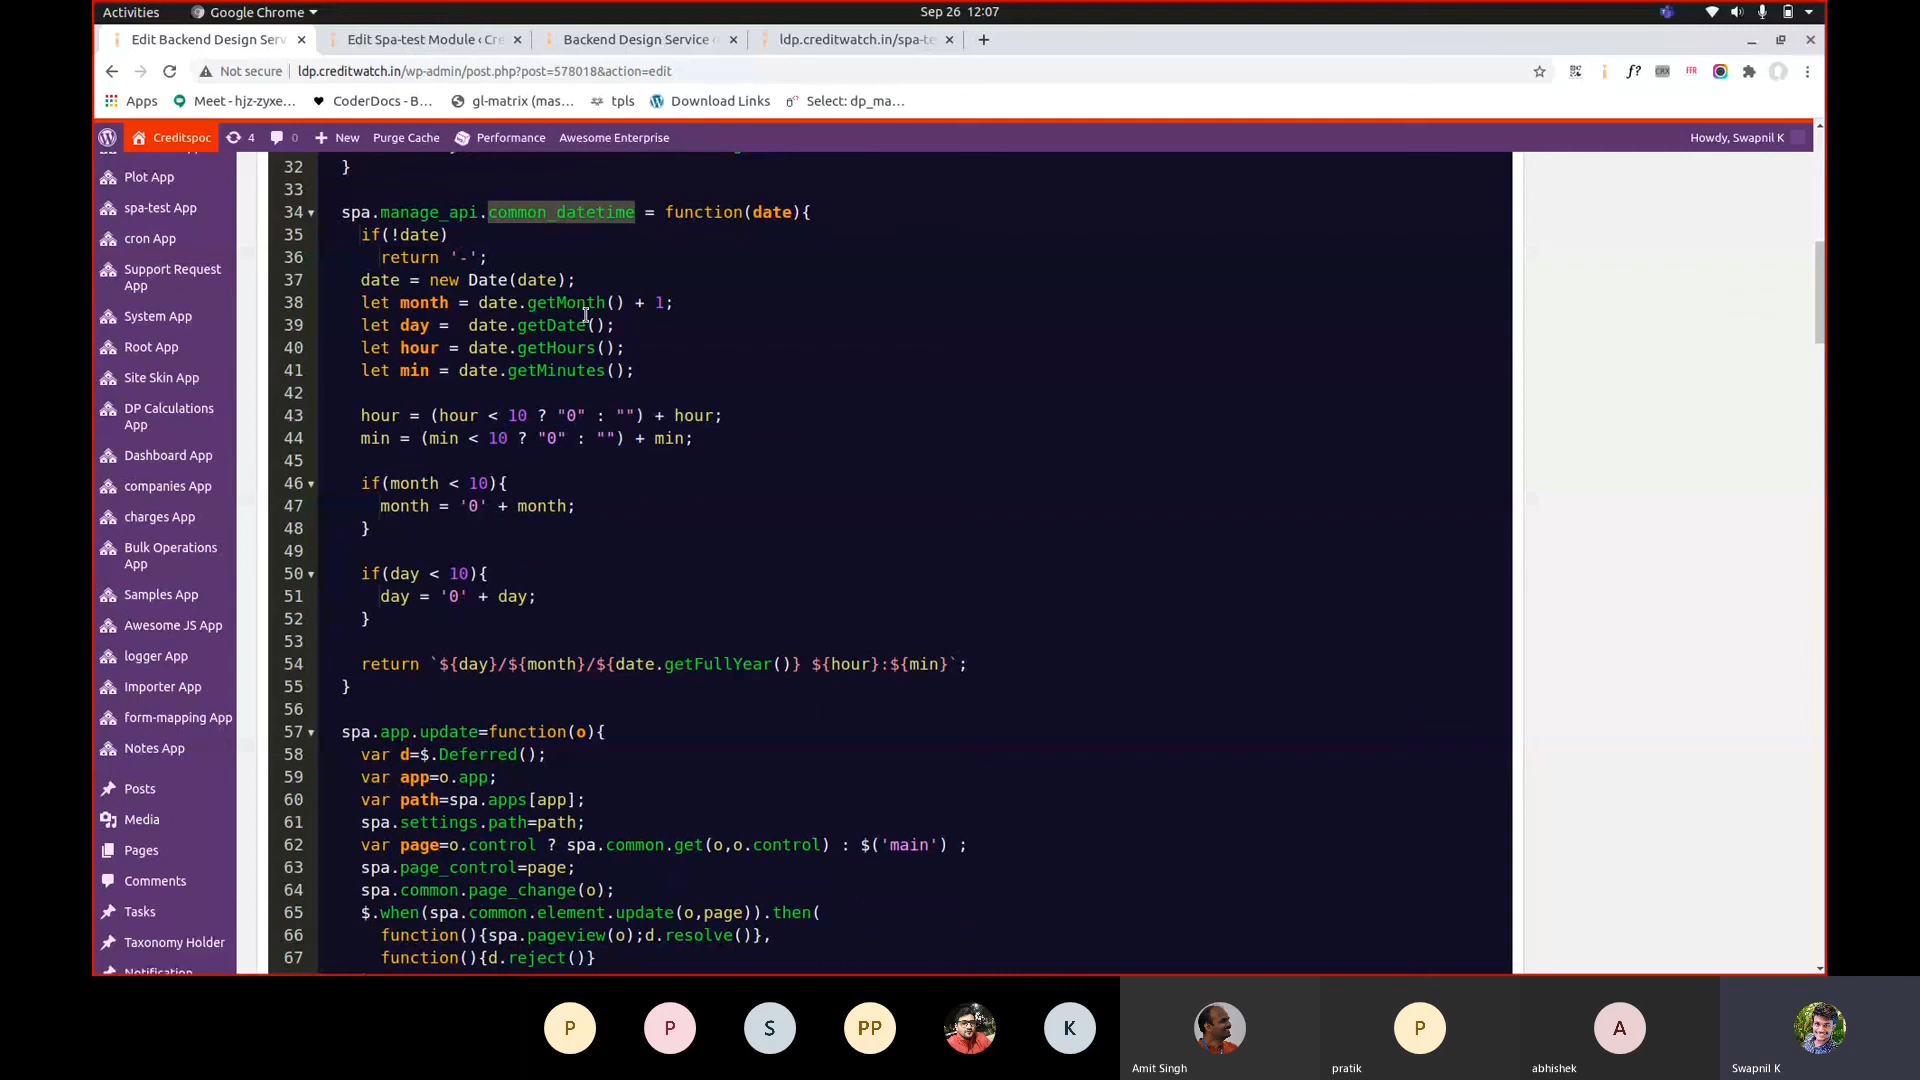 Activities
Google Chrome
Sep 26 12:07
Edit Backend Design Serv
Edit Spa-test Module ‹ Cre
Backend Design Service
ldp.creditwatch.in/spa-te
Not secure
ldp.creditwatch.in/wp-admin/post.php?post=578018&action=edit
Apps
Meet - hjz-zyxe...
CoderDocs - B...
gl-matrix (mas...
tpls
Download Links
Select: dp_ma...
Creditspoc
4
0
New
Purge Cache
Performance
Awesome Enterprise
Howdy, Swapnil K
Plot App
spa-test App
cron App
Support Request
App
System App
Root App
Site Skin App
DP Calculations
App
Dashboard App
companies App
charges App
Bulk Operations
App
Samples App
Awesome JS App
logger App
Importer App
form-mapping App
Notes App
Posts
Media
Pages
Comments
Tasks
Taxonomy Holder
Notification
32 }
33
34 spa.manage_api.common_datetime = function(date){
35 if(!date)
36 return '-';
37 date = new Date(date);
38 let month = date.getMonth() + 1;
39 let day =  date.getDate();
40 let hour = date.getHours();
41 let min = date.getMinutes();
42
43 hour = (hour < 10 ? "0" : "") + hour;
44 min = (min < 10 ? "0" : "") + min;
45
46 if(month < 10){
47 month = '0' + month;
48 }
49
50 if(day < 10){
51 day = '0' + day;
52 }
53
54 return `${day}/${month}/${date.getFullYear()} ${hour}:${min}`;
55 }
56
57 spa.app.update=function(o){
58 var d=$.Deferred();
59 var app=o.app;
60 var path=spa.apps[app];
61 spa.settings.path=path;
62 var page=o.control ? spa.common.get(o,o.control) : $('main') ;
63 spa.page_control=page;
64 spa.common.page_change(o);
65 $.when(spa.common.element.update(o,page)).then(
66 function(){spa.pageview(o);d.resolve()},
67 function(){d.reject()}
P
P
S
PP
K
P
A
Amit Singh
pratik
abhishek
Swapnil K